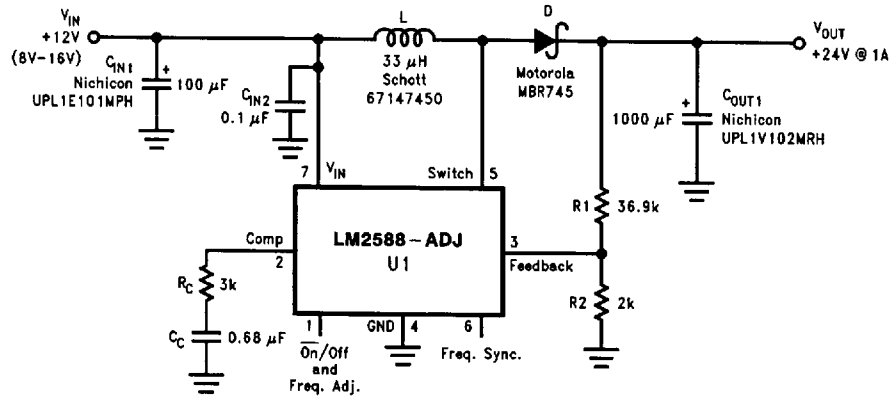 V_IN
+12V
(8V-16V)
C_IN1
Nichicon
UPL1E101MPH
+
100 µF
C_IN2
0.1 µF
L
33 µH
Schott
67147450
D
Motorola
MBR745
V_OUT
+24V @ 1A
+
1000 µF
C_OUT1
Nichicon
UPL1V102MRH
7
V_IN
Switch
5
R1
36.9k
Comp
2
LM2588-ADJ
U1
3
Feedback
R_C
3k
R2
2k
C_C
0.68 µF
1
GND
4
6
O̅n̅/Off
and
Freq. Adj.
Freq. Sync.